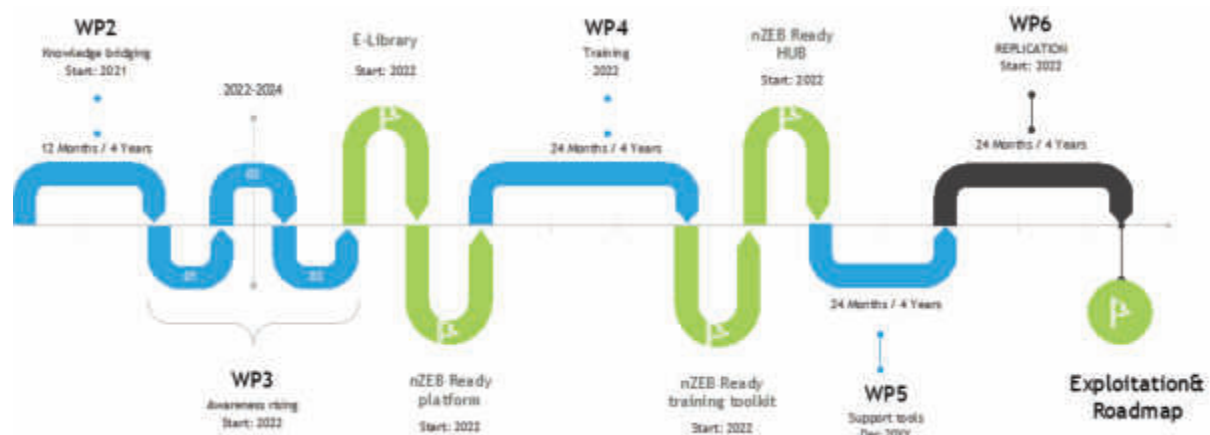 WP2
Knowledge bridging
Start: 2021
12 Months / 4 Years
2022-2024
WP3
Awareness rising
Start: 2022
E-Library
Start: 2022
nZEB Ready
platform
Start: 2022
WP4
Training
2022
24 Months / 4 Years
nZEB Ready
training toolkit
Start: 2022
nZEB Ready
HUB
Start: 2022
24 Months / 4 Years
WP5
Support tools
WP6
REPLICATION
Start: 2022
24 Months / 4 Years
Exploitation&
Roadmap